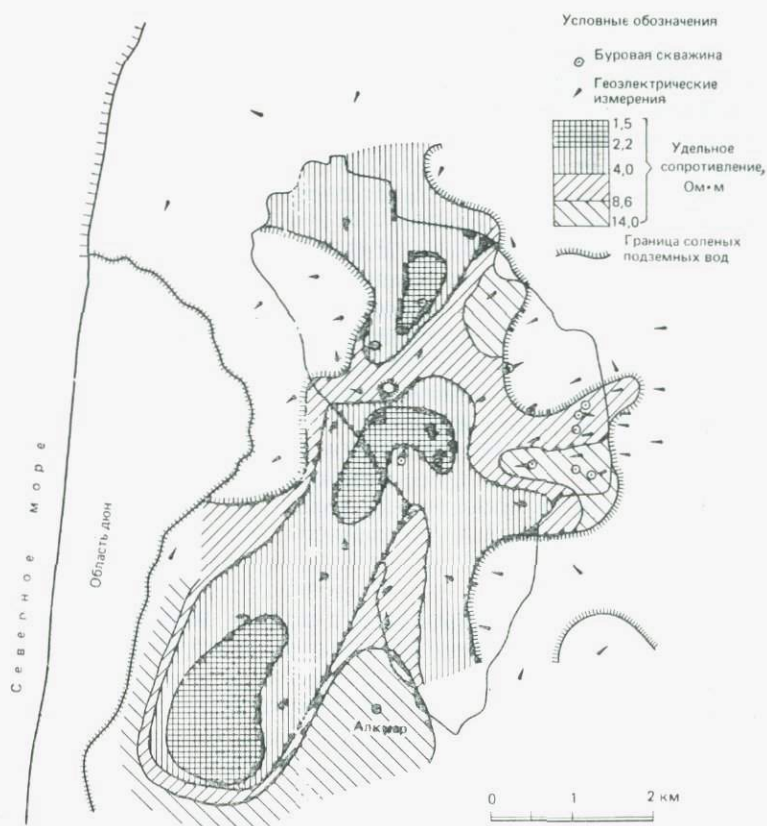 Условные обозначения
Буровая скважина
Геоэлектрические
измерения
1,5
2,2
4,0
8,6
14,0
Удельное
сопротивление,
Ом•м
Граница соленых
подземных вод
Северное море
Область дюн
Алкмар
0 1 2 км